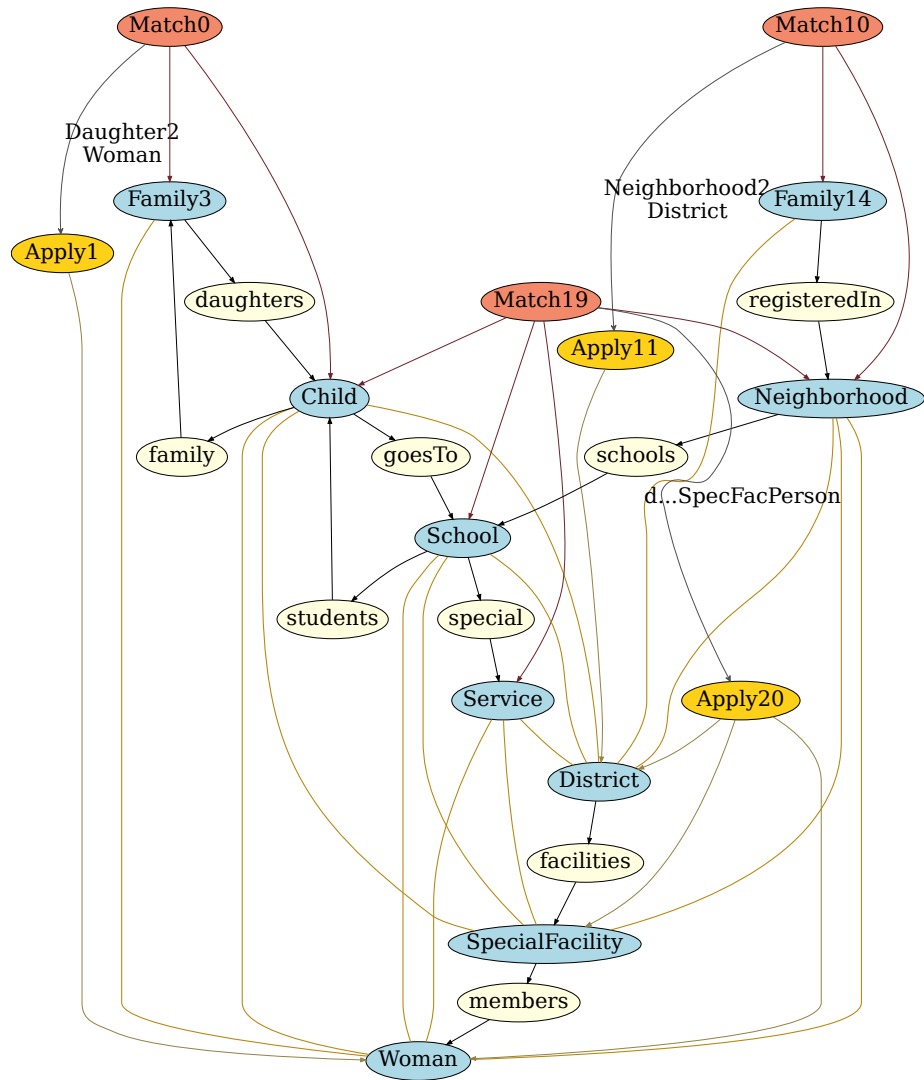 Match0
Match10
Daughter2
Woman
Family3
Neighborhood2
District
Family14
Apply1
daughters
Match19
registeredIn
Apply11
Child
Neighborhood
family
goesTo
schools
d...SpecFacPerson
School
students
special
Service
Apply20
District
facilities
SpecialFacility
members
Woman